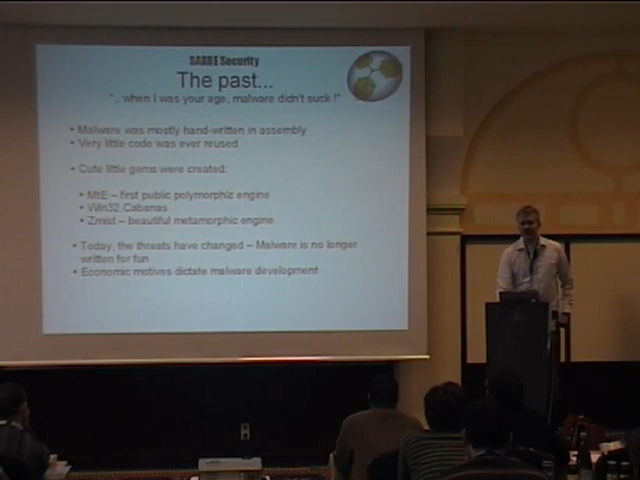 SABRE Security
The past...
".. when I was your age, malware didn't suck !"
• Malware was mostly hand-written in assembly
• Very little code was ever reused
• Cute little gems were created:
• MtE – first public polymorphic engine
• Win32.Cabanas
• Zmist – beautiful metamorphic engine
• Today, the threats have changed – Malware is no longer
written for fun
• Economic motives dictate malware development